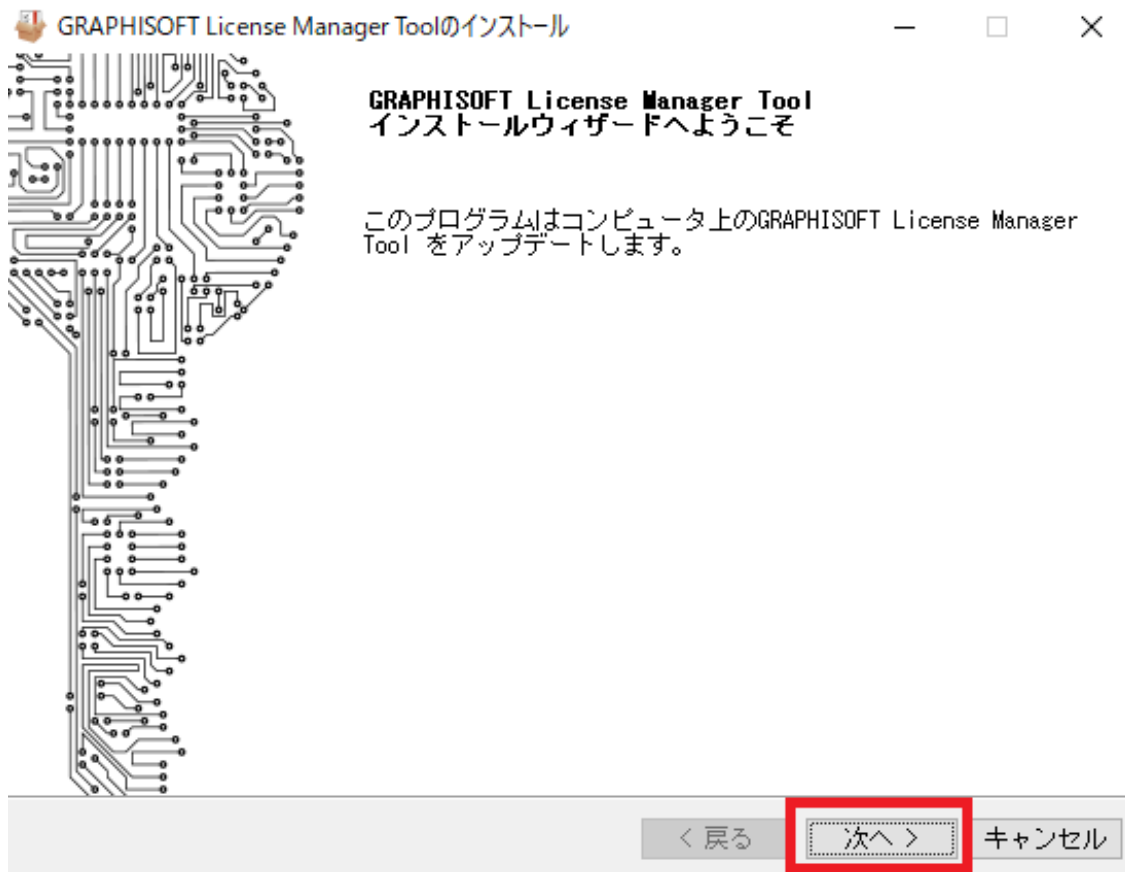 GRAPHISOFT License Manager Toolのインストール
GRAPHISOFT License Manager Tool
インストールウィザードへようこそ
このプログラムはコンピュータ上のGRAPHISOFT License Manager
Tool をアップデートします。
< 戻る 次へ > キャンセル